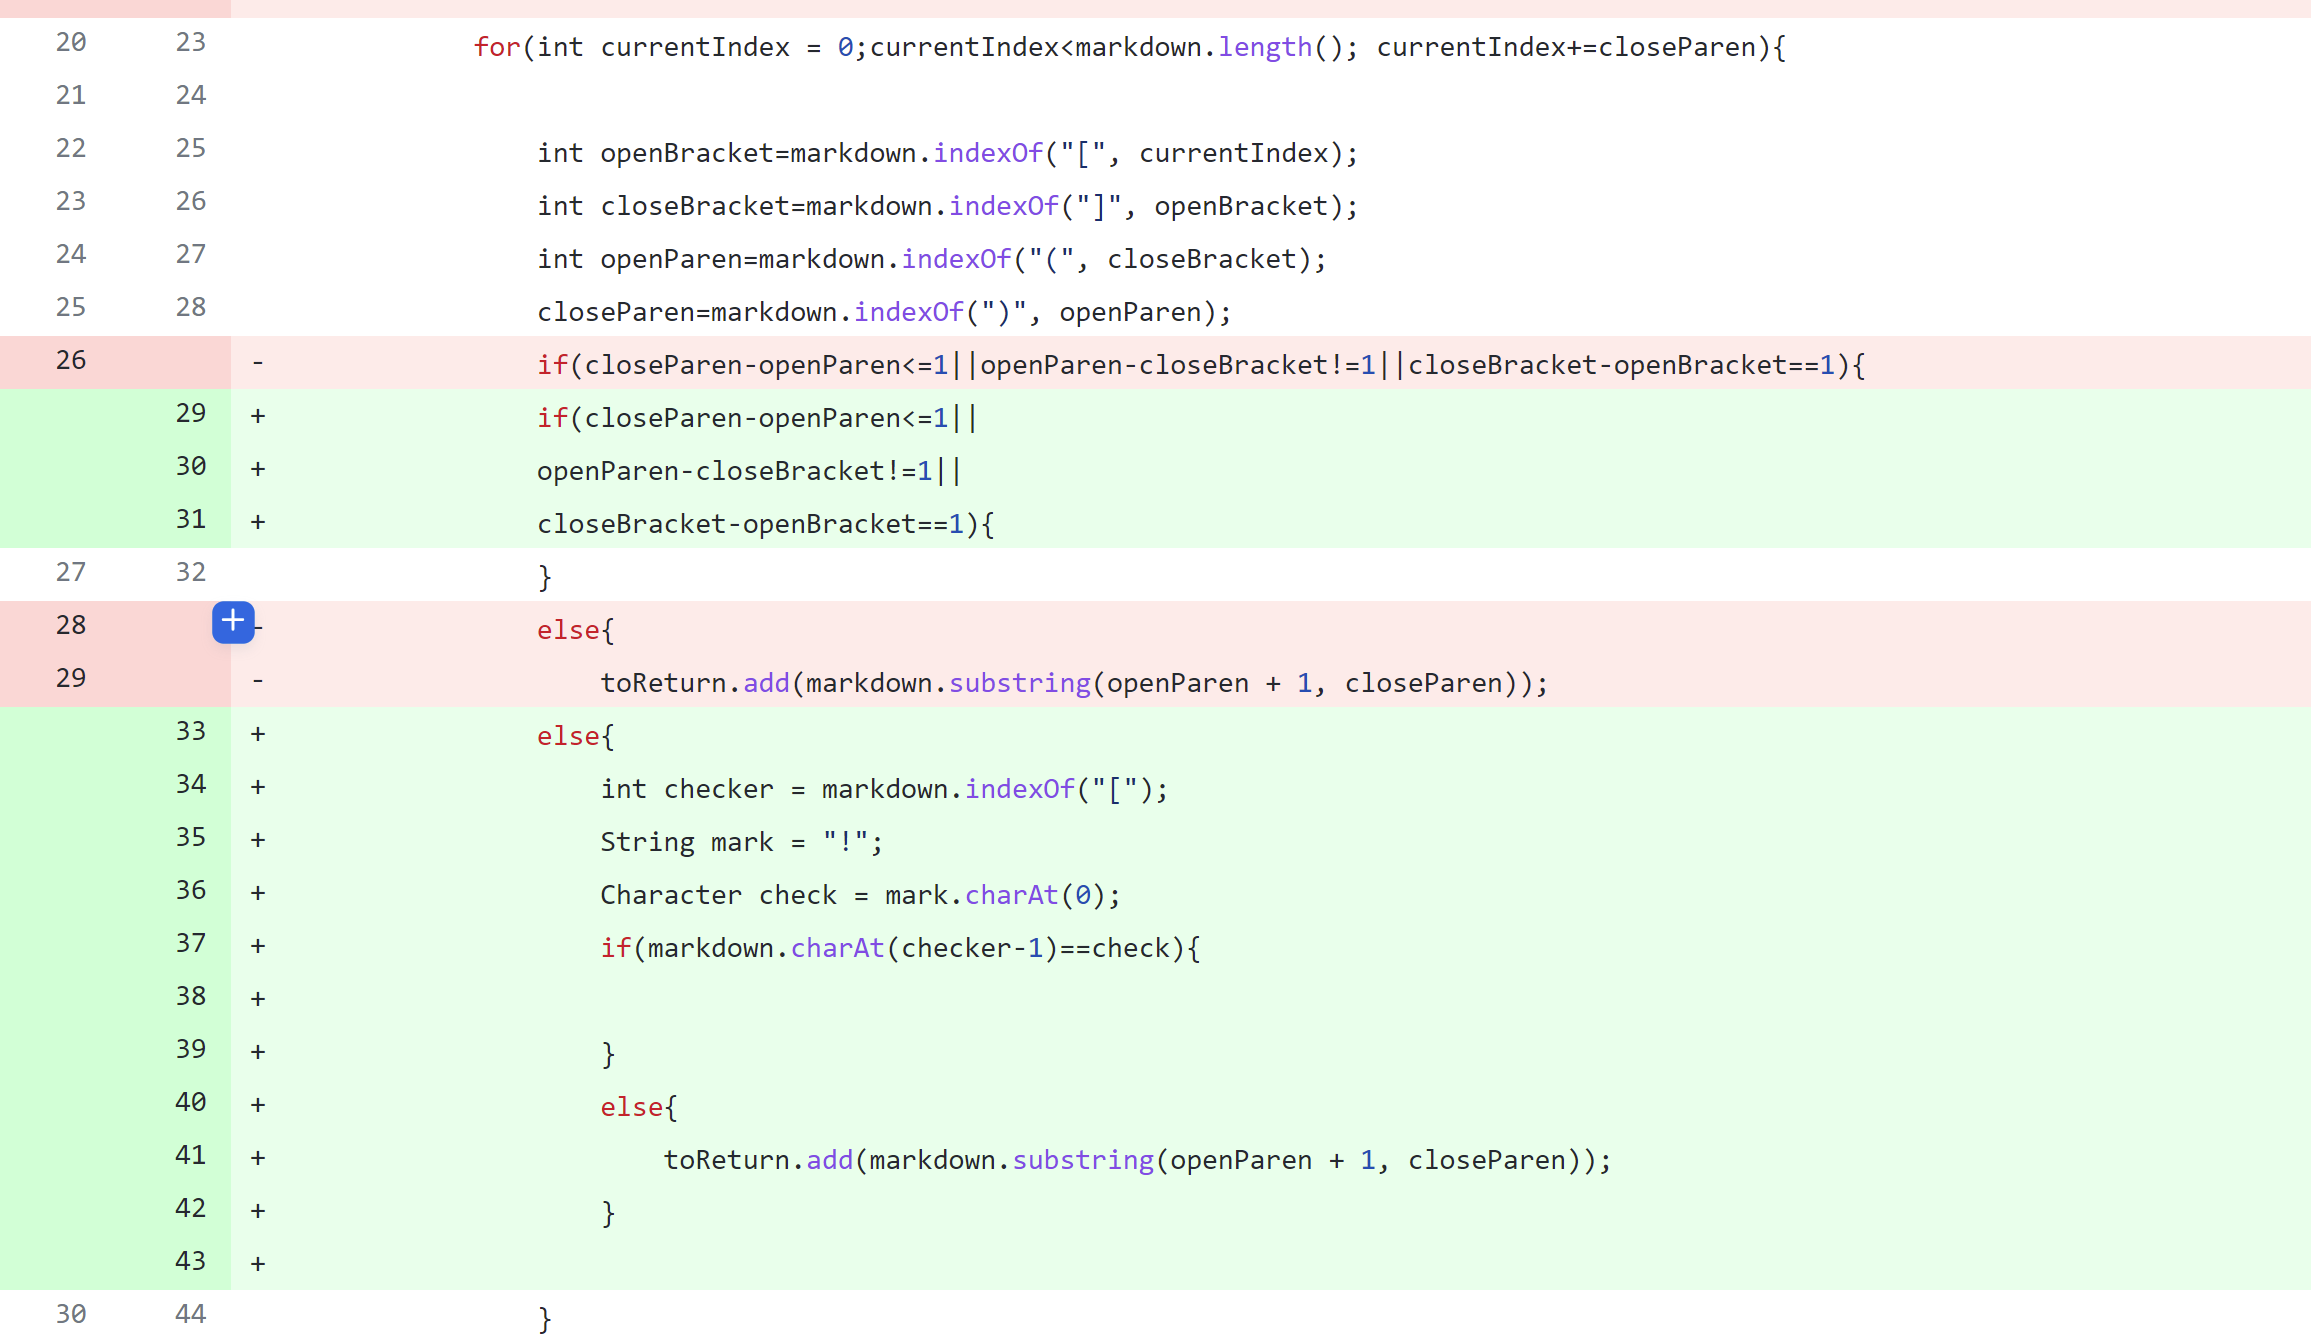 20 23 for(int currentIndex = 0;currentIndex<markdown.length(); currentIndex+=closeParen){
21 24
22 25 int openBracket=markdown.indexOf("[", currentIndex);
23 26 int closeBracket=markdown.indexOf("]", openBracket);
24 27 int openParen=markdown.indexOf("(", closeBracket);
25 28 closeParen=markdown.indexOf(")", openParen);
26 - if(closeParen-openParen<=1||openParen-closeBracket!=1||closeBracket-openBracket==1){
29 + if(closeParen-openParen<=1||
30 + openParen-closeBracket!=1||
31 + closeBracket-openBracket==1){
27 32 }
28 - else{
29 - toReturn.add(markdown.substring(openParen + 1, closeParen));
33 + else{
34 + int checker = markdown.indexOf("[");
35 + String mark = "!";
36 + Character check = mark.charAt(0);
37 + if(markdown.charAt(checker-1)==check){
38 +
39 + }
40 + else{
41 + toReturn.add(markdown.substring(openParen + 1, closeParen));
42 + }
43 +
30 44 }